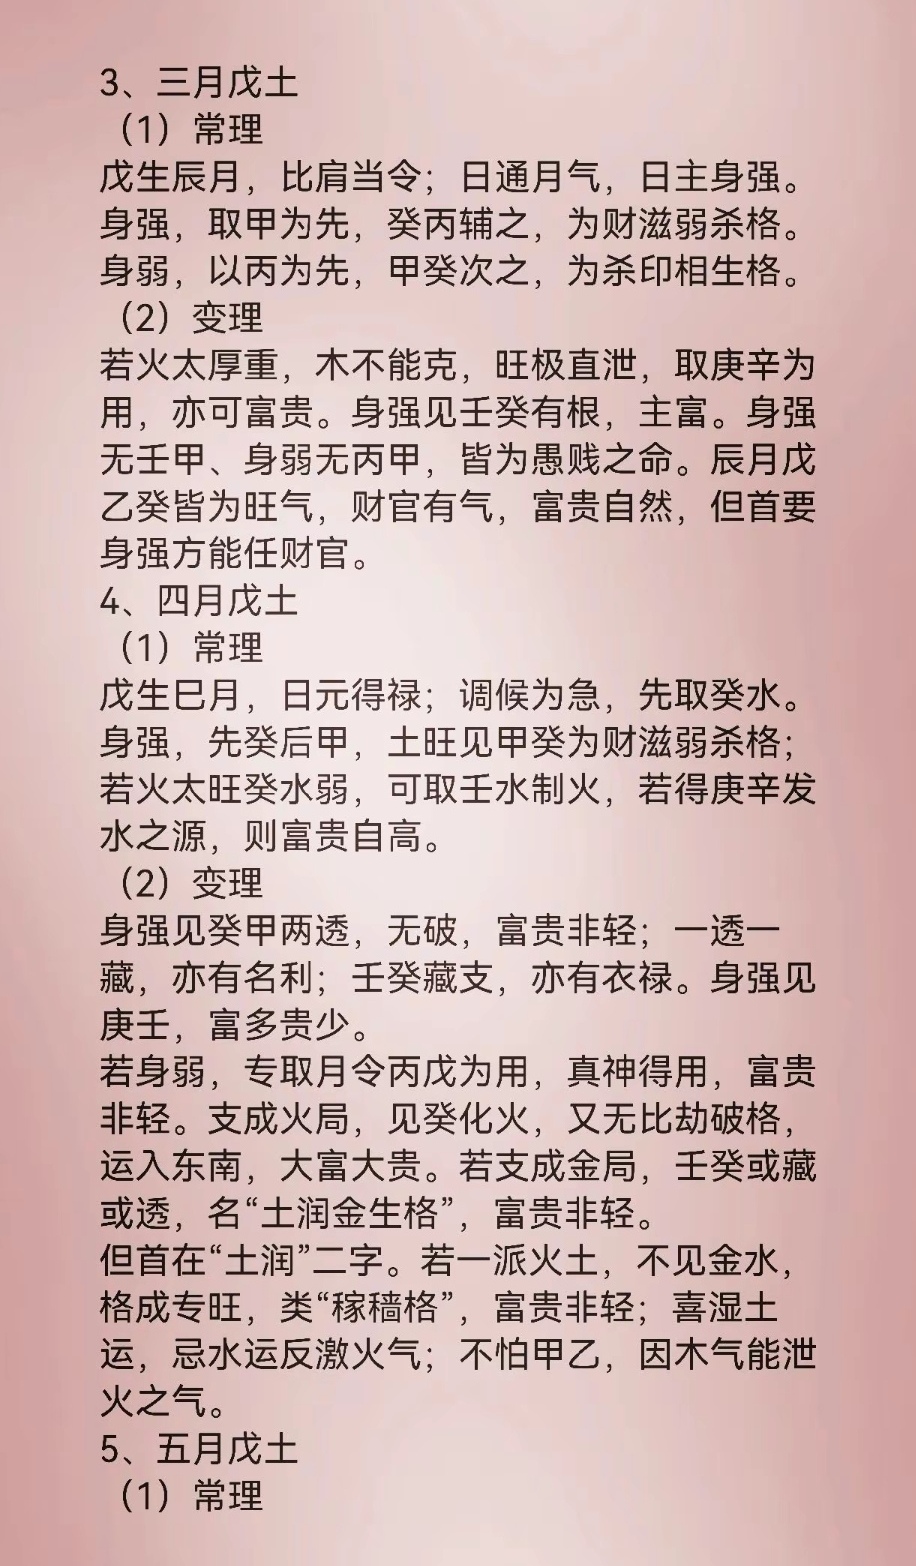 3、三月戊土
（1）常理
戊生辰月，比肩当令；日通月气，日主身强。
身强，取甲为先，癸丙辅之，为财滋弱杀格。
身弱，以丙为先，甲癸次之，为杀印相生格。
（2）变理
若火太厚重，木不能克，旺极直泄，取庚辛为
用，亦可富贵。身强见壬癸有根，主富。身强
无壬甲、身弱无丙甲，皆为愚贱之命。辰月戊
乙癸皆为旺气，财官有气，富贵自然，但首要
身强方能任财官。
4、四月戊土
（1）常理
戊生巳月，日元得禄；调候为急，先取癸水。
身强，先癸后甲，土旺见甲癸为财滋弱杀格；
若火太旺癸水弱，可取壬水制火，若得庚辛发
水之源，则富贵自高。
（2）变理
身强见癸甲两透，无破，富贵非轻；一透一
藏，亦有名利；壬癸藏支，亦有衣禄。身强见
庚壬，富多贵少。
若身弱，专取月令丙戊为用，真神得用，富贵
非轻。支成火局，见癸化火，又无比劫破格，
运入东南，大富大贵。若支成金局，壬癸或藏
或透，名“土润金生格”，富贵非轻。
但首在“土润”二字。若一派火土，不见金水，
格成专旺，类“稼穑格”，富贵非轻；喜湿土
运，忌水运反激火气；不怕甲乙，因木气能泄
火之气。
5、五月戊土
（1）常理